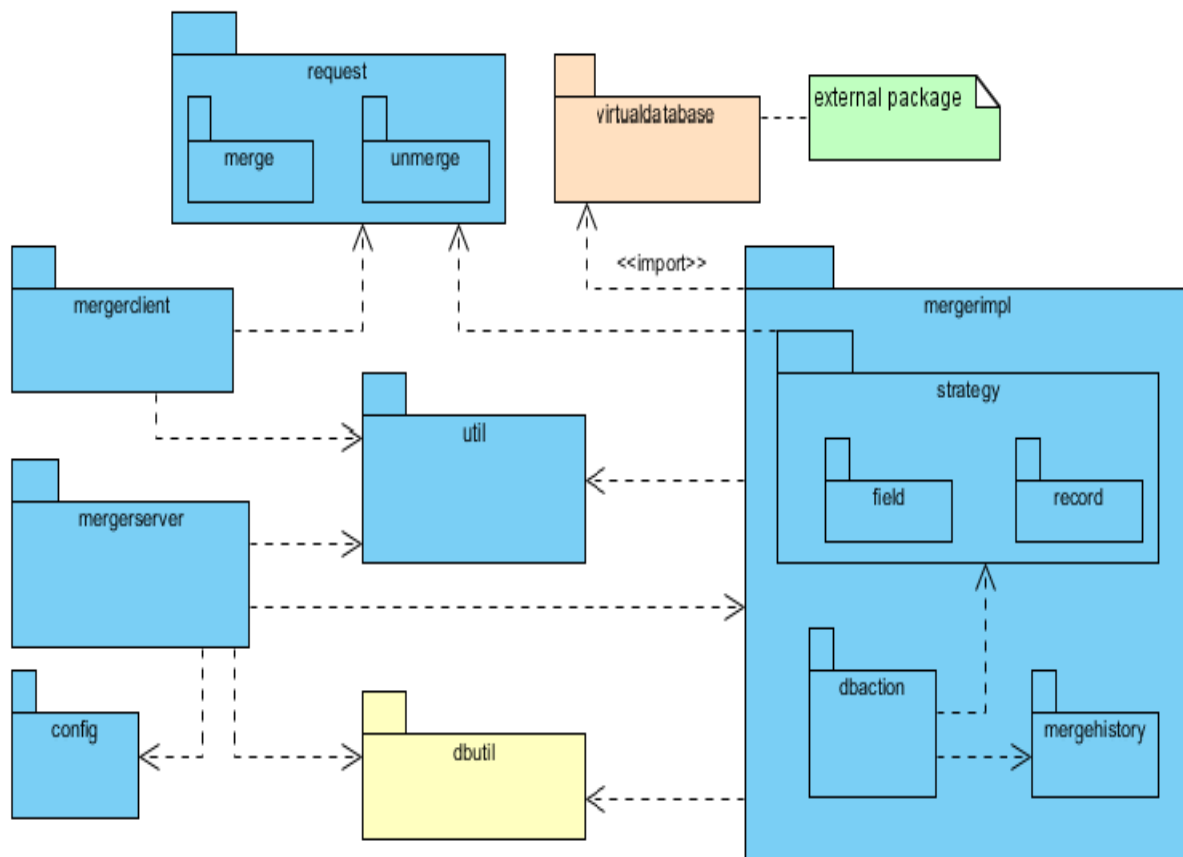 request
merge
unmerge
virtualdatabase
external package
<<import>>
mergerclient
mergerimpl
strategy
util
field
record
mergerserver
dbaction
mergehistory
config
dbutil